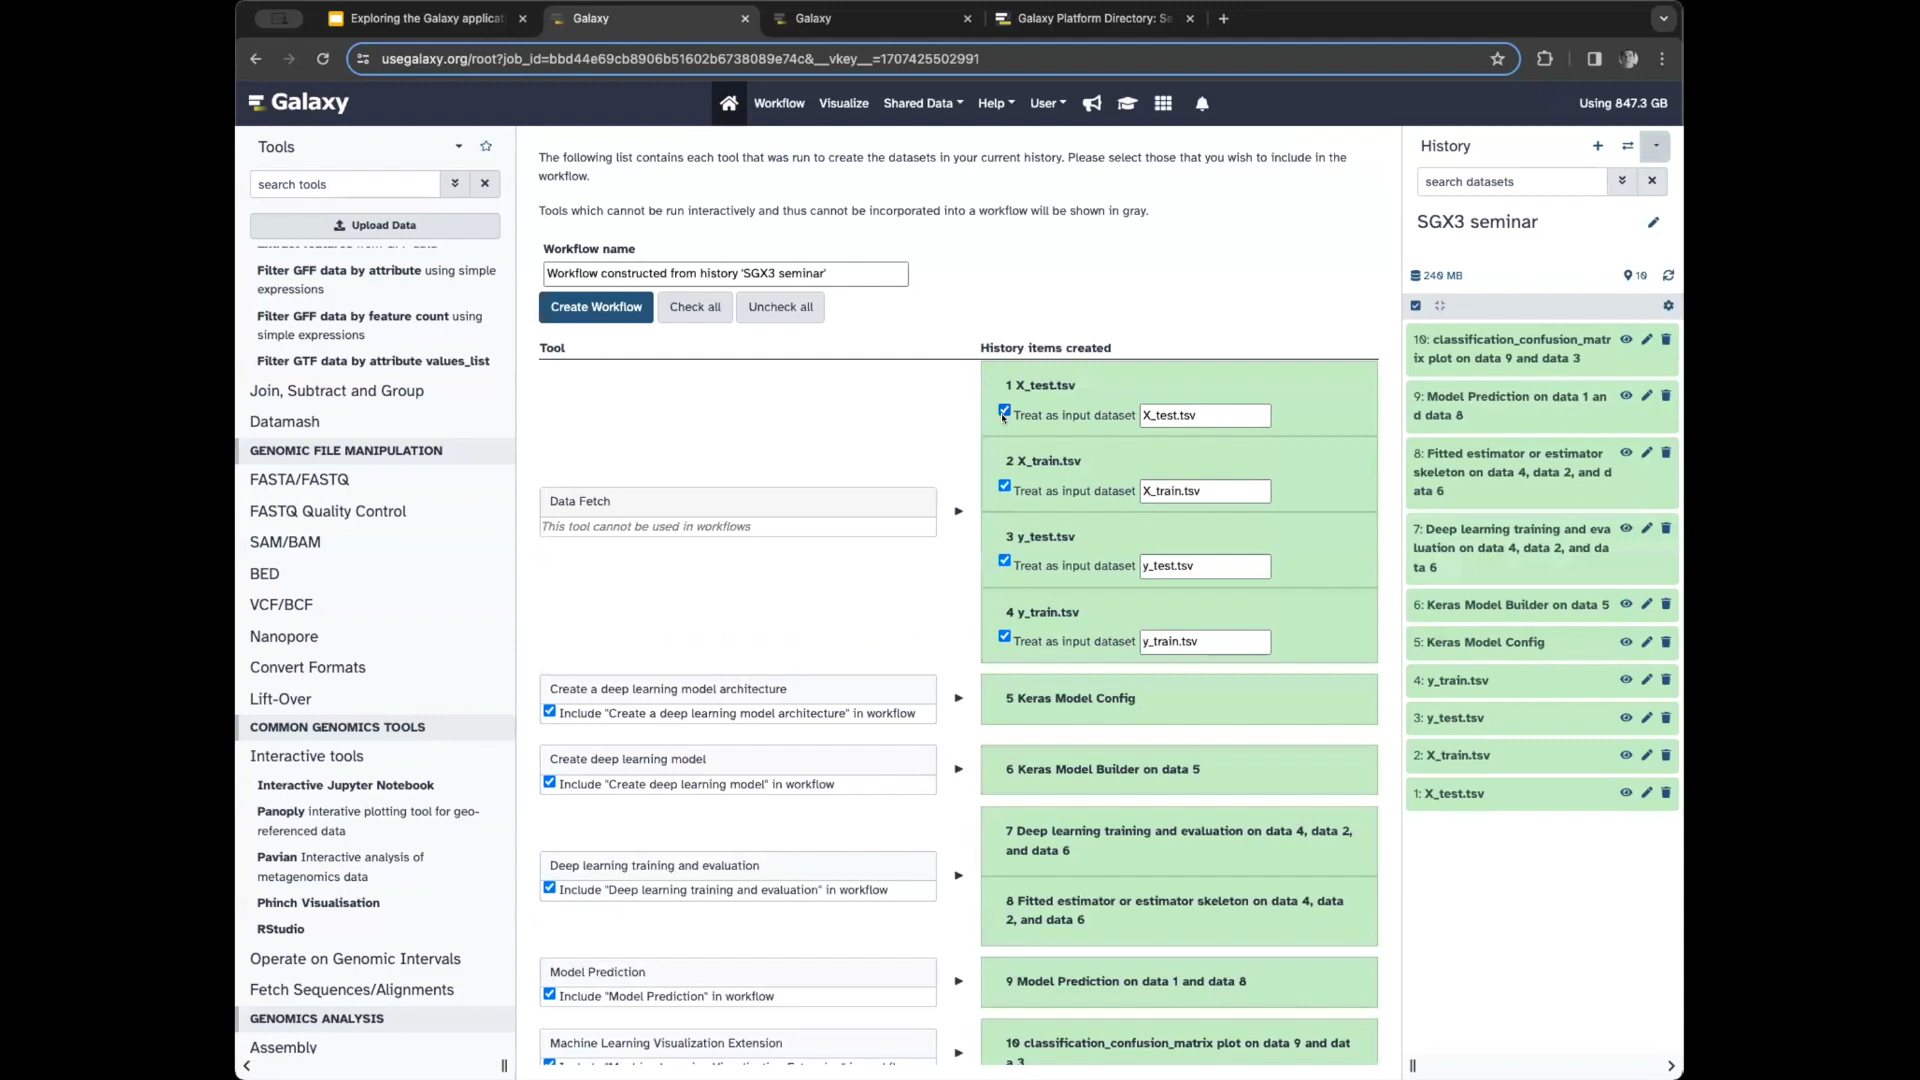 Exploring the Galaxy applicat
Galaxy
Galaxy
Galaxy Platform Directory: Se
usegalaxy.org/root?job_id=bbd44e69cb8906b51602b6738089e74c&__vkey__=1707425502991
Galaxy
Workflow
Visualize
Shared Data
Help
User
Using 847.3 GB
Tools
search tools
Upload Data
Filter GFF data by attribute using simple
expressions
Filter GFF data by feature count using
simple expressions
Filter GTF data by attribute values_list
Join, Subtract and Group
Datamash
GENOMIC FILE MANIPULATION
FASTA/FASTQ
FASTQ Quality Control
SAM/BAM
BED
VCF/BCF
Nanopore
Convert Formats
Lift-Over
COMMON GENOMICS TOOLS
Interactive tools
Interactive Jupyter Notebook
Panoply interative plotting tool for geo-
referenced data
Pavian Interactive analysis of
metagenomics data
Phinch Visualisation
RStudio
Operate on Genomic Intervals
Fetch Sequences/Alignments
GENOMICS ANALYSIS
Assembly
The following list contains each tool that was run to create the datasets in your current history. Please select those that you wish to include in the
workflow.
Tools which cannot be run interactively and thus cannot be incorporated into a workflow will be shown in gray.
Workflow name
Workflow constructed from history 'SGX3 seminar'
Create Workflow
Check all
Uncheck all
Tool
History items created
Data Fetch
This tool cannot be used in workflows
1 X_test.tsv
Treat as input dataset X_test.tsv
2 X_train.tsv
Treat as input dataset X_train.tsv
3 y_test.tsv
Treat as input dataset y_test.tsv
4 y_train.tsv
Treat as input dataset y_train.tsv
Create a deep learning model architecture
Include "Create a deep learning model architecture" in workflow
5 Keras Model Config
Create deep learning model
Include "Create deep learning model" in workflow
6 Keras Model Builder on data 5
Deep learning training and evaluation
Include "Deep learning training and evaluation" in workflow
7 Deep learning training and evaluation on data 4, data 2,
and data 6
8 Fitted estimator or estimator skeleton on data 4, data
2, and data 6
Model Prediction
Include "Model Prediction" in workflow
9 Model Prediction on data 1 and data 8
Machine Learning Visualization Extension
10 classification_confusion_matrix plot on data 9 and dat
a 3
History
search datasets
SGX3 seminar
240 MB
10
10: classification_confusion_matr
ix plot on data 9 and data 3
9: Model Prediction on data 1 an
d data 8
8: Fitted estimator or estimator
skeleton on data 4, data 2, and d
ata 6
7: Deep learning training and eva
luation on data 4, data 2, and da
ta 6
6: Keras Model Builder on data 5
5: Keras Model Config
4: y_train.tsv
3: y_test.tsv
2: X_train.tsv
1: X_test.tsv